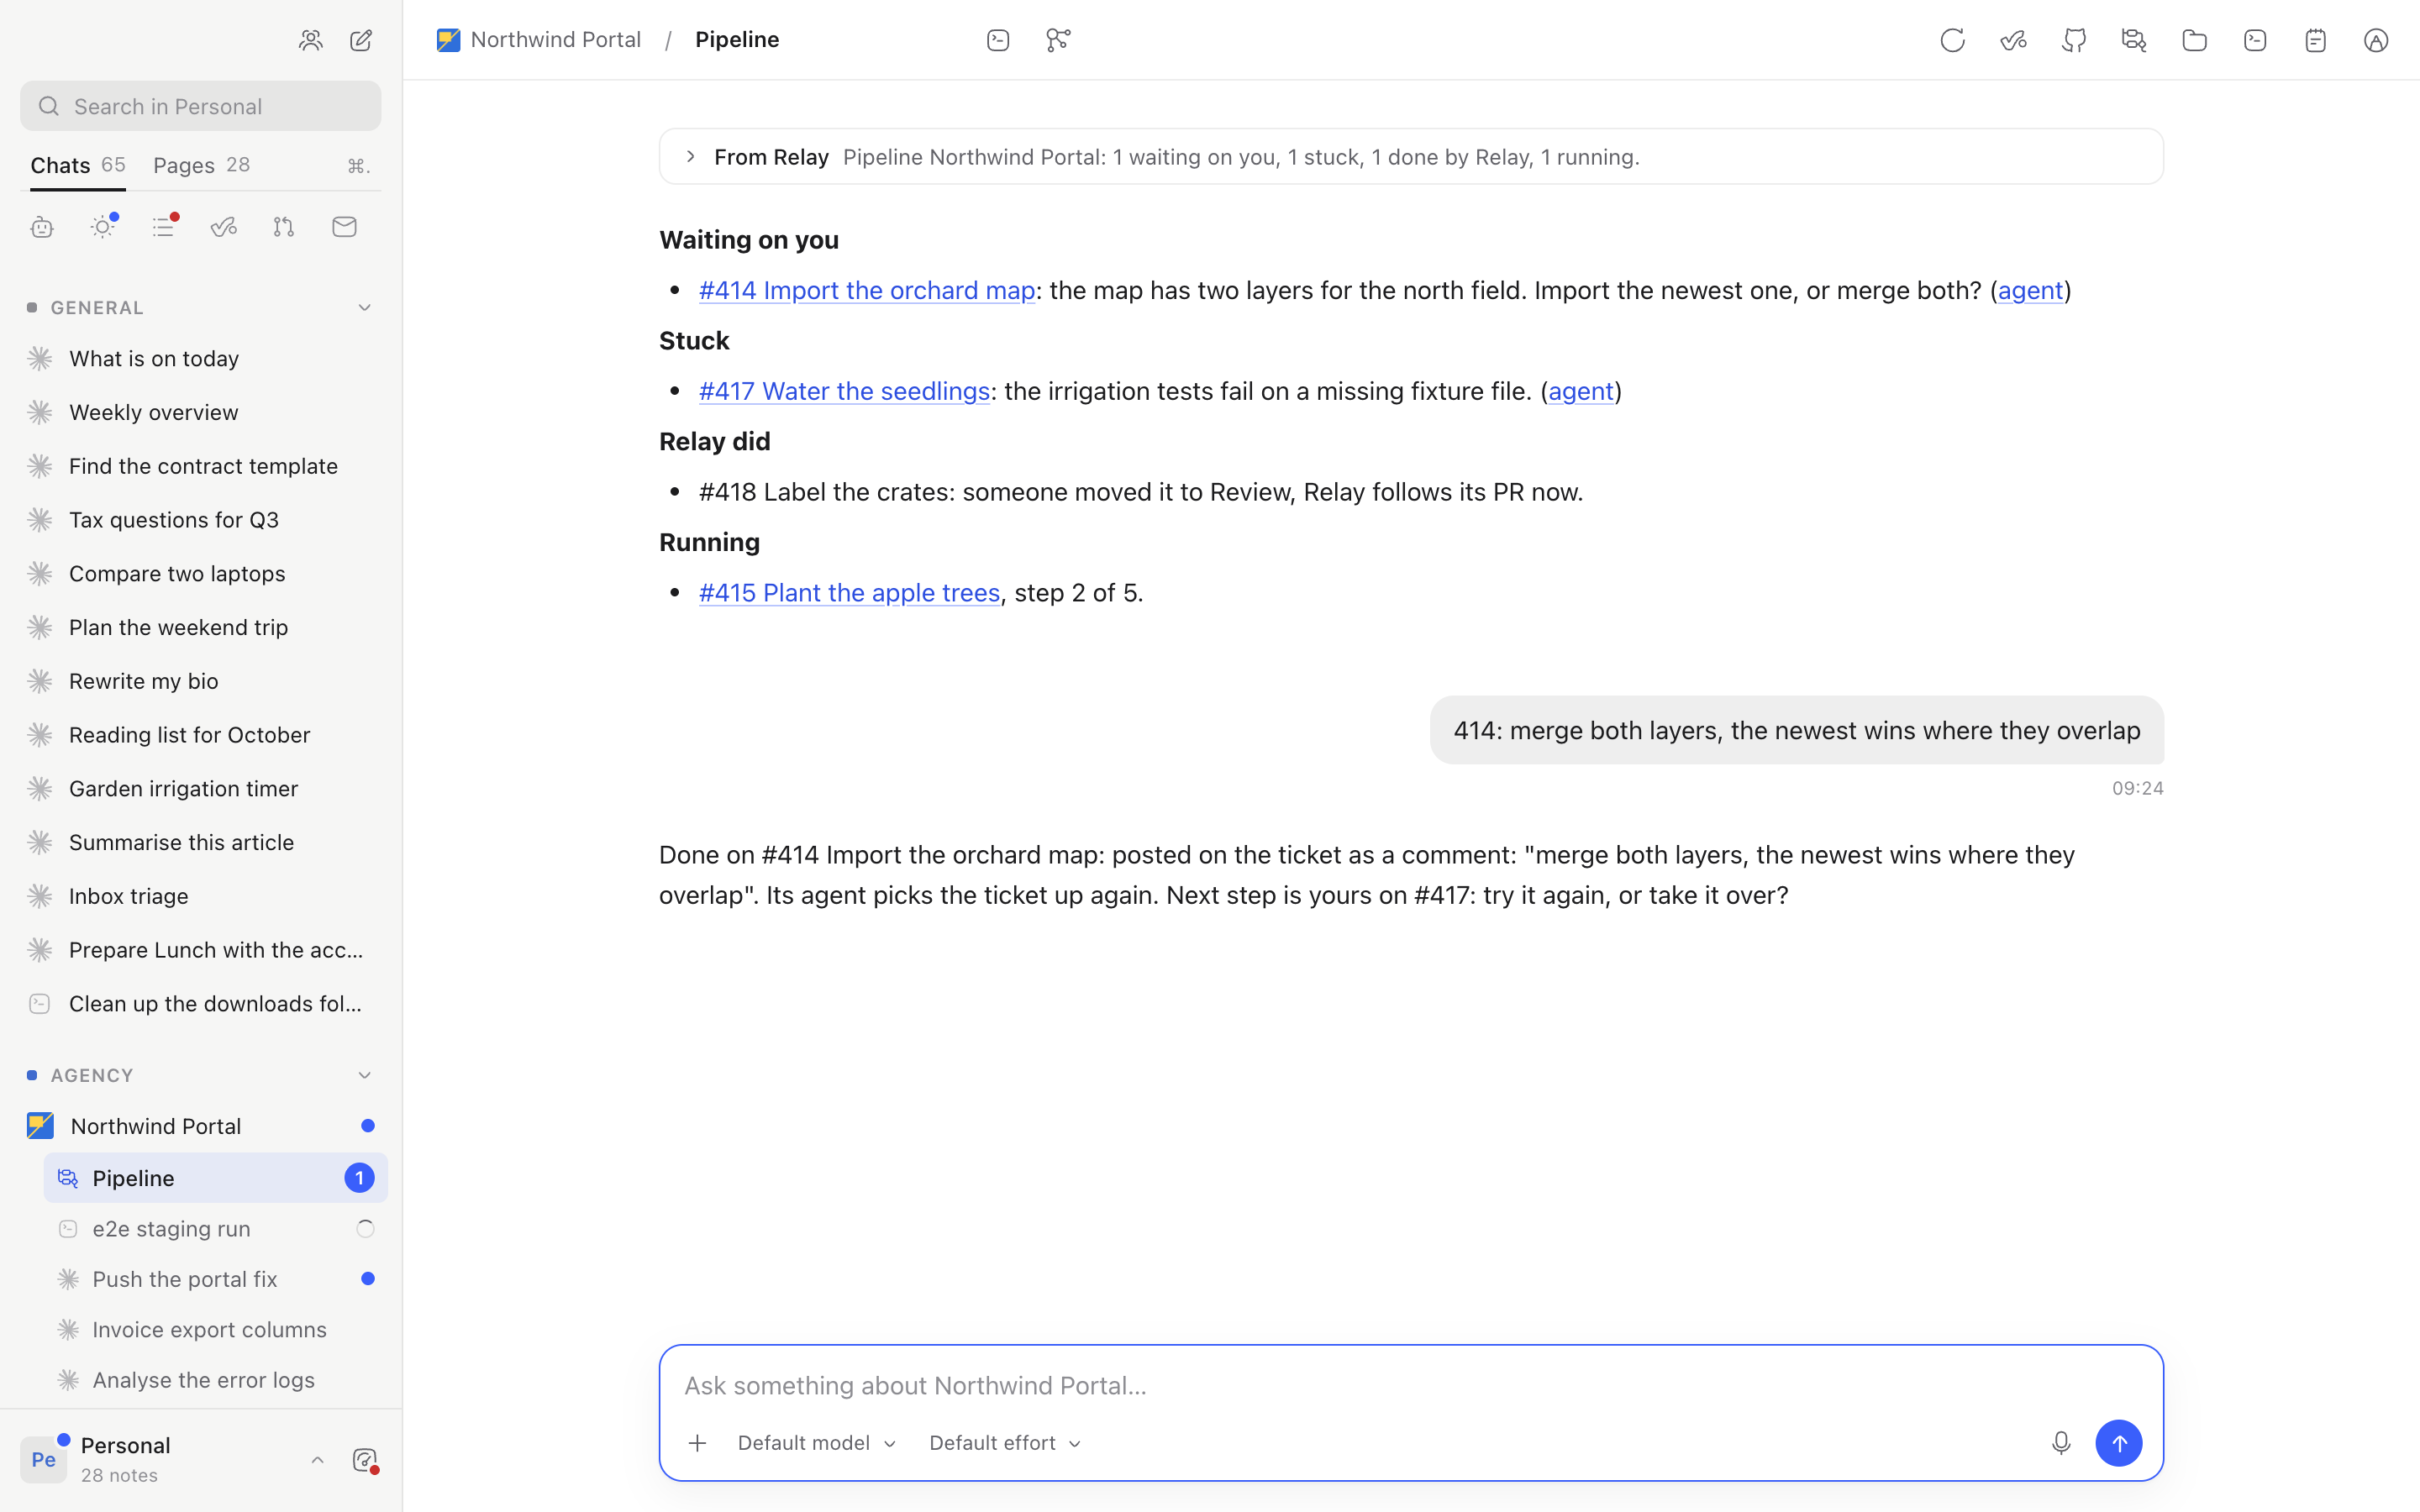 Search in Personal
Chats 65 Pages 28 ⌘.
GENERAL
What is on today
Weekly overview
Find the contract template
Tax questions for Q3
Compare two laptops
Plan the weekend trip
Rewrite my bio
Reading list for October
Garden irrigation timer
Summarise this article
Inbox triage
Prepare Lunch with the acc...
Clean up the downloads fol...
AGENCY
Northwind Portal
Pipeline 1
e2e staging run
Push the portal fix
Invoice export columns
Analyse the error logs
Pe Personal
28 notes
Northwind Portal / Pipeline
From Relay Pipeline Northwind Portal: 1 waiting on you, 1 stuck, 1 done by Relay, 1 running.
Waiting on you
• #414 Import the orchard map: the map has two layers for the north field. Import the newest one, or merge both? (agent)
Stuck
• #417 Water the seedlings: the irrigation tests fail on a missing fixture file. (agent)
Relay did
• #418 Label the crates: someone moved it to Review, Relay follows its PR now.
Running
• #415 Plant the apple trees, step 2 of 5.
414: merge both layers, the newest wins where they overlap
09:24
Done on #414 Import the orchard map: posted on the ticket as a comment: "merge both layers, the newest wins where they
overlap". Its agent picks the ticket up again. Next step is yours on #417: try it again, or take it over?
Ask something about Northwind Portal...
Default model Default effort